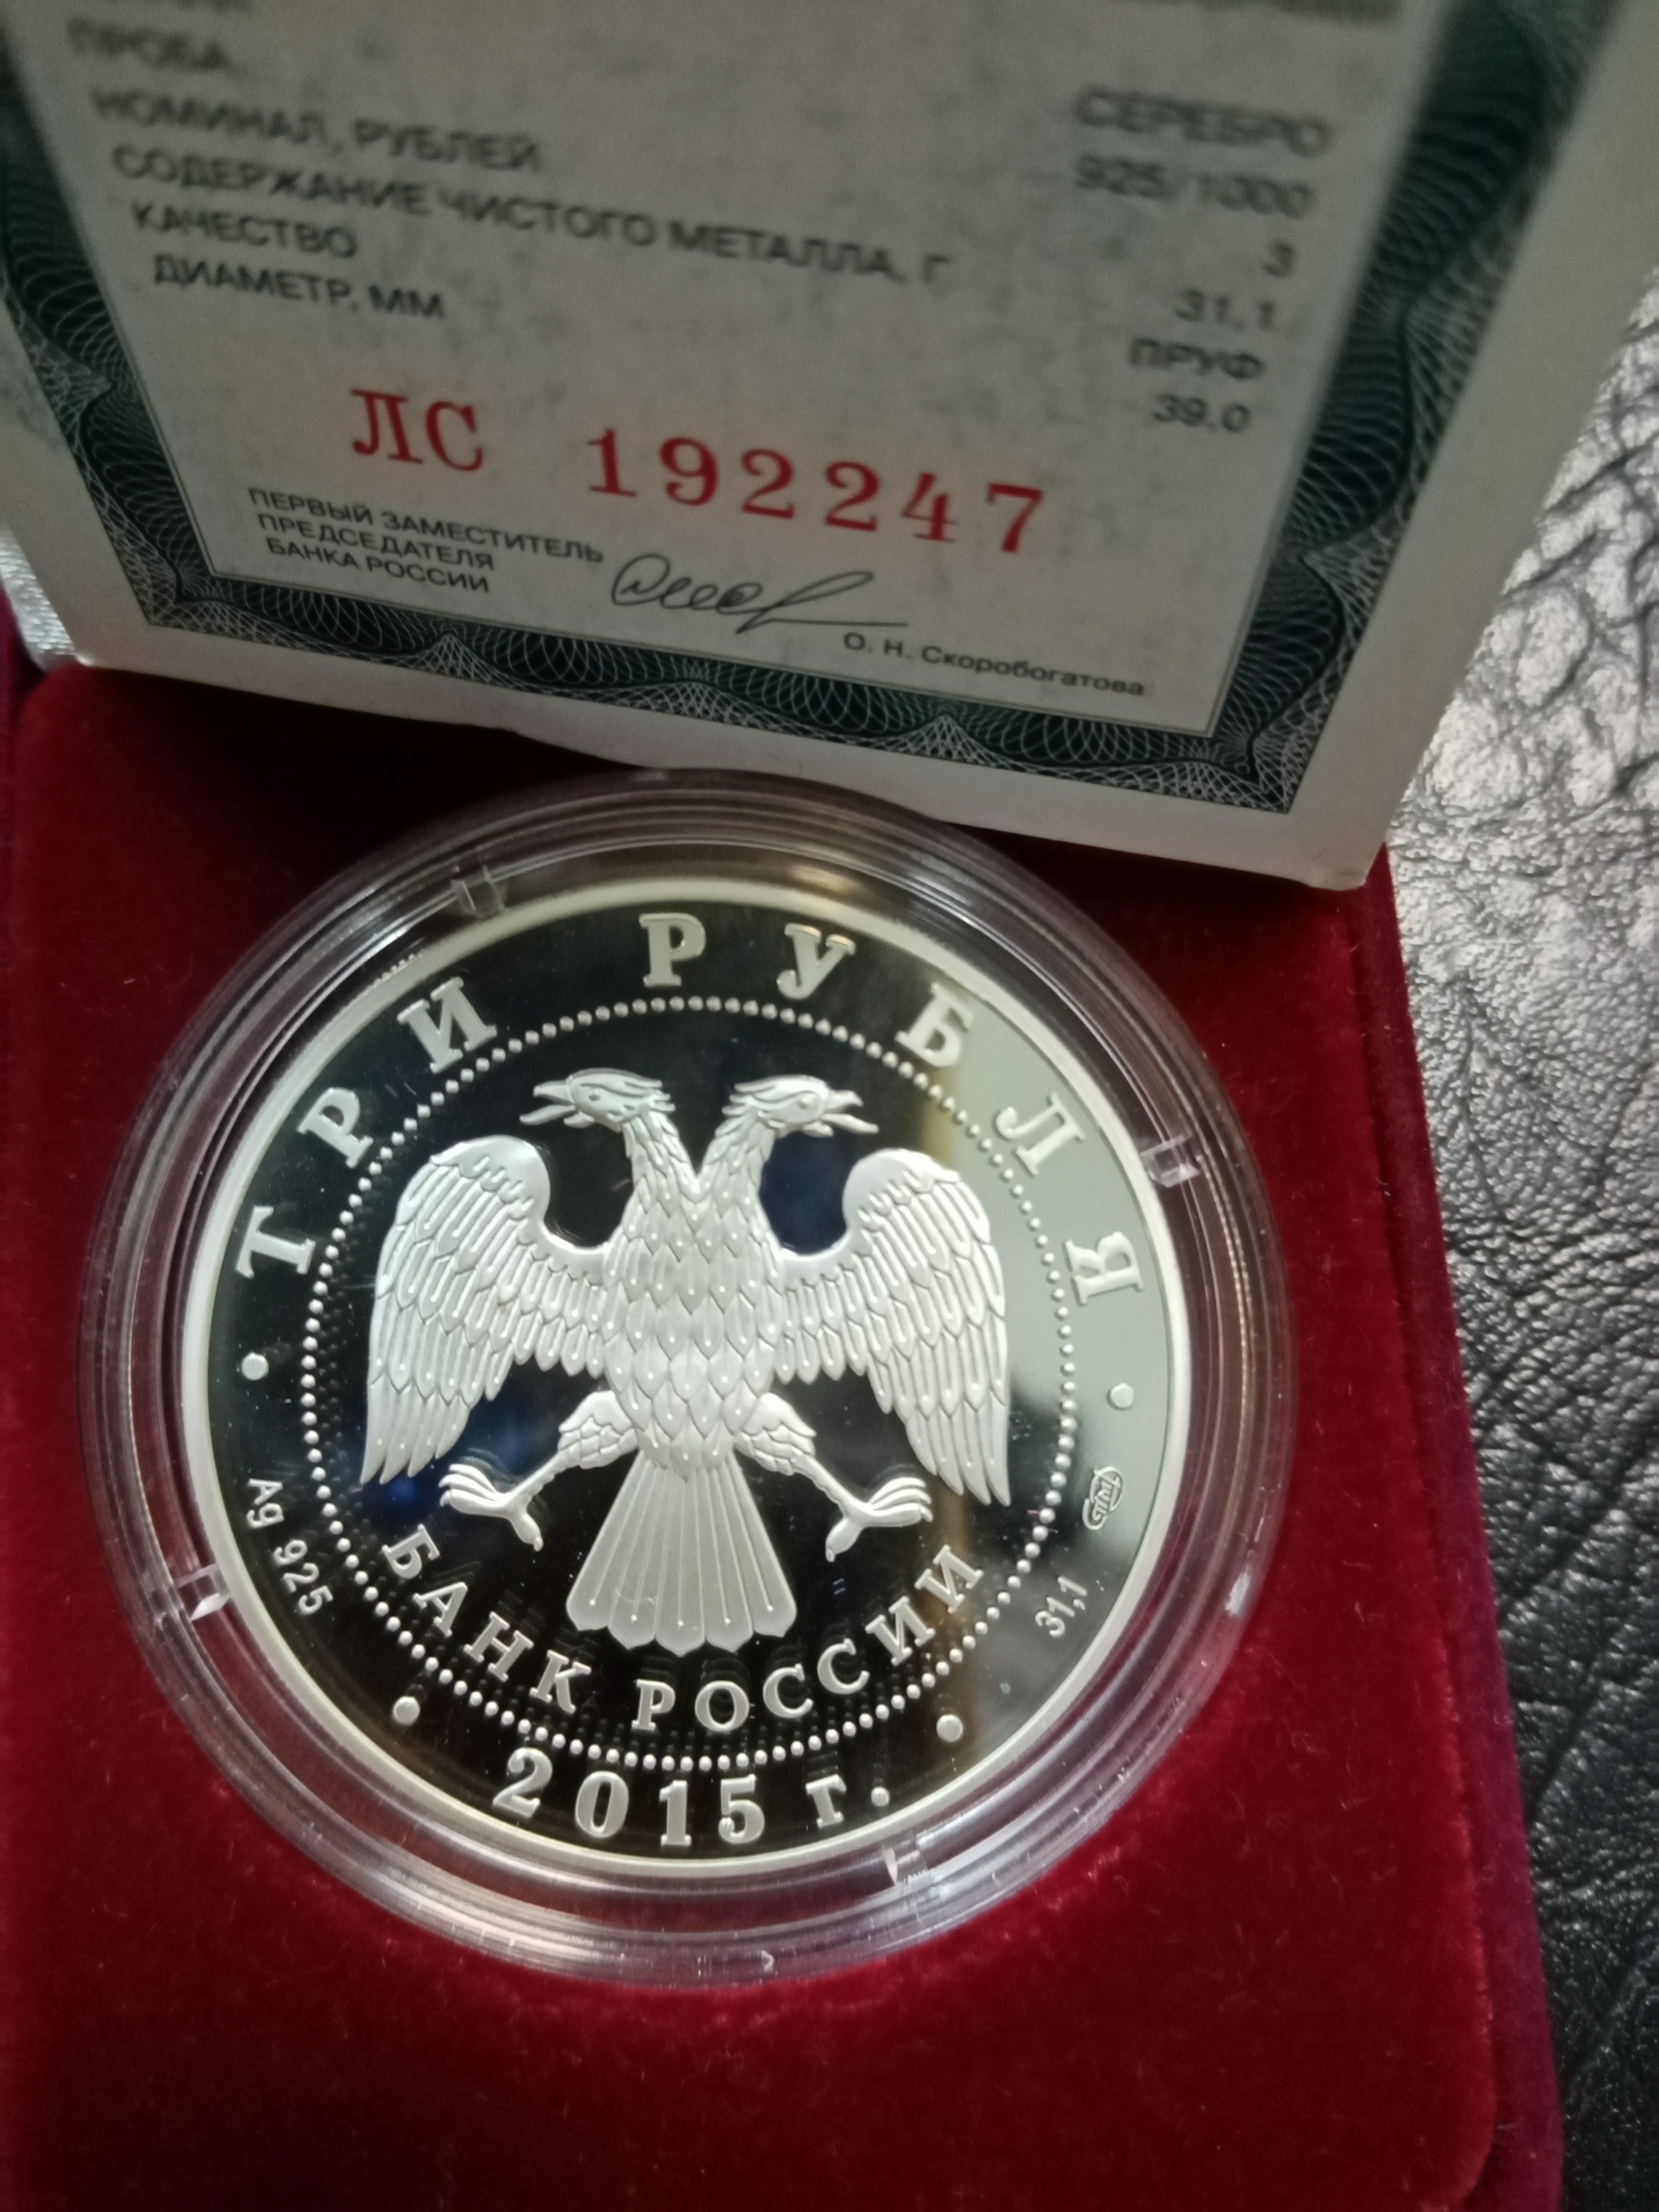 ПРОБА
СЕРЕБРО
НОМИНАЛ, РУБЛЕЙ
925/1000
СОДЕРЖАНИЕ ЧИСТОГО МЕТАЛЛА, Г
3
КАЧЕСТВО
31,1
ДИАМЕТР, ММ
ПРУФ
39.0
ЛС 192247
ПЕРВЫЙ ЗАМЕСТИТЕЛЬ
ПРЕДСЕДАТЕЛЯ
БАНКА РОССИИ
О. Н. Скоробогатова
ТРИ РУБЛЯ
Ag 925
БАНК РОССИИ
31,1
2015 г.